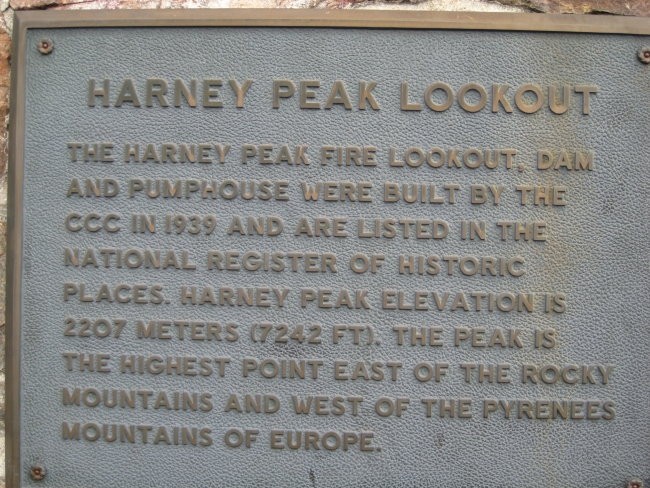 HARNEY PEAK LOOKOUT
THE HARNEY PEAK FIRE LOOKOUT, DAM
AND PUMPHOUSE WERE BUILT BY THE
CCC IN 1939 AND ARE LISTED IN THE
NATIONAL REGISTER OF HISTORIC
PLACES. HARNEY PEAK ELEVATION IS
2207 METERS (7242 FT). THE PEAK IS
THE HIGHEST POINT EAST OF THE ROCKY
MOUNTAINS AND WEST OF THE PYRENEES
MOUNTAINS OF EUROPE.